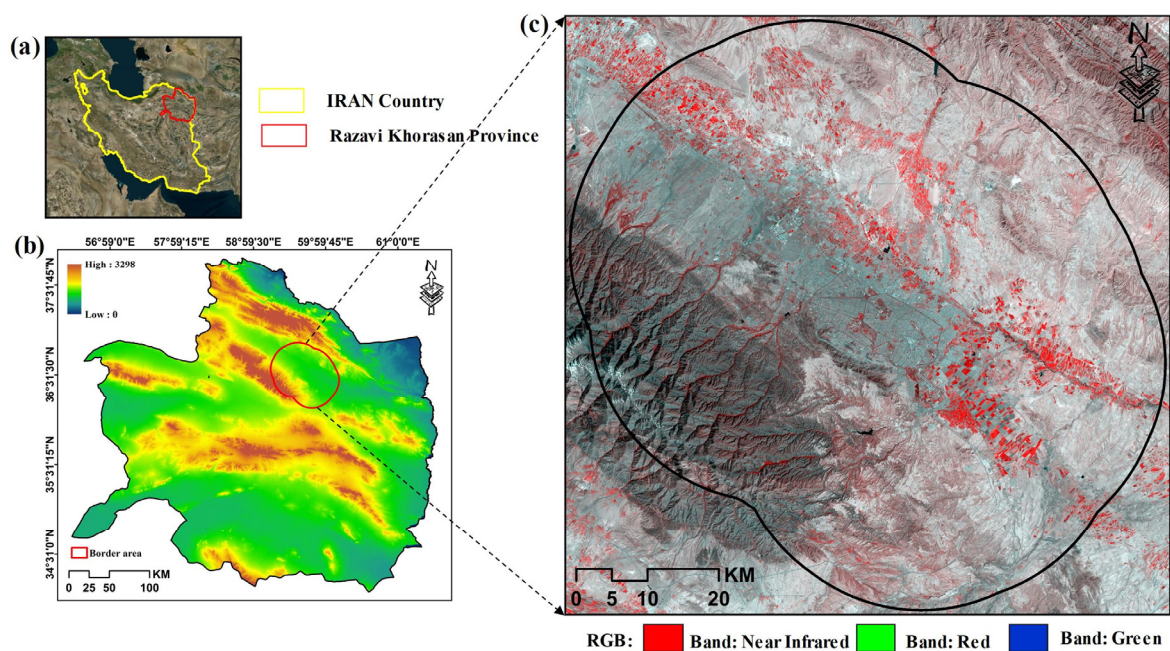 (a)
IRAN Country
Razavi Khorasan Province
(b)
56°59'0"E 57°59'15"E 58°59'30"E 59°59'45"E 61°0'0"E
High : 3298
Low : 0
N
37°31'45"N
36°31'30"N
35°31'15"N
34°31'0"N
Border area
KM
0 25 50 100
(c)
N
KM
0 5 10 20
RGB: Band: Near Infrared Band: Red Band: Green